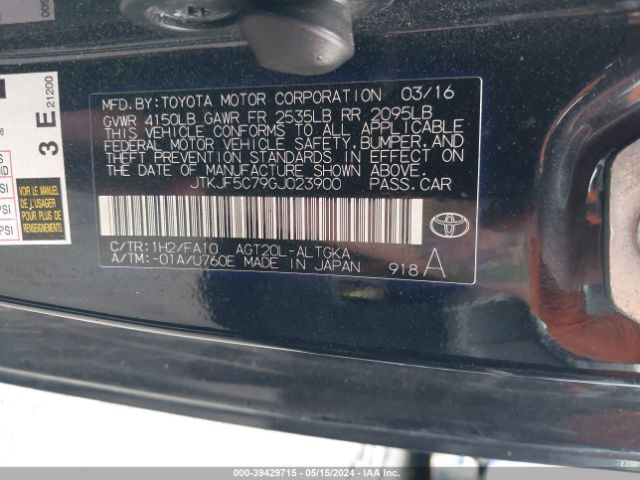 MFD. BY: TOYOTA MOTOR CORPORATION 03/16
GVWR 4150LB GAWR FR 2535LB RR 2095LB
THIS VEHICLE CONFORMS TO ALL APPLICABLE
FEDERAL MOTOR VEHICLE SAFETY, BUMPER, AND
THEFT PREVENTION STANDARDS IN EFFECT ON
THE DATE OF MANUFACTURE SHOWN ABOVE.
JTKJF5C79GJ023900 PASS. CAR
C/TR: 1H2/FA10 AGT20L-ALTGKA
A/TM: -01A/U760E MADE IN JAPAN 918 A
TOYOTA
3 E 21200
VOIR LE MANUEL
000-39429715 - 05/15/2024 - IAA Inc.